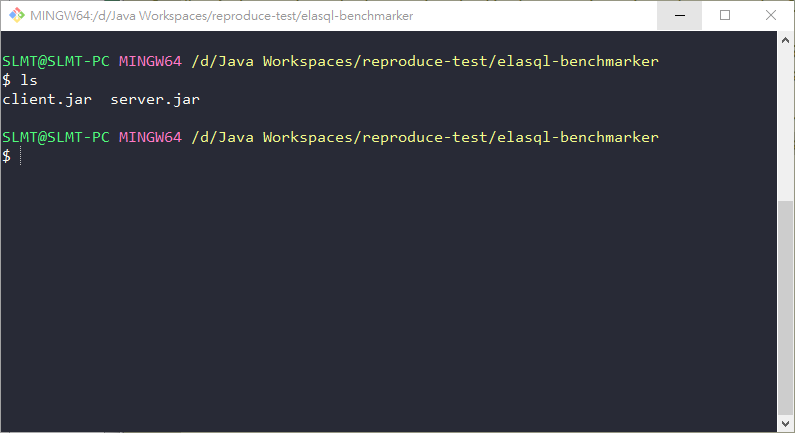 MINGW64:/d/Java Workspaces/reproduce-test/elasql-benchmarker
SLMT@SLMT-PC MINGW64 /d/Java Workspaces/reproduce-test/elasql-benchmarker
$ ls
client.jar  server.jar
SLMT@SLMT-PC MINGW64 /d/Java Workspaces/reproduce-test/elasql-benchmarker
$